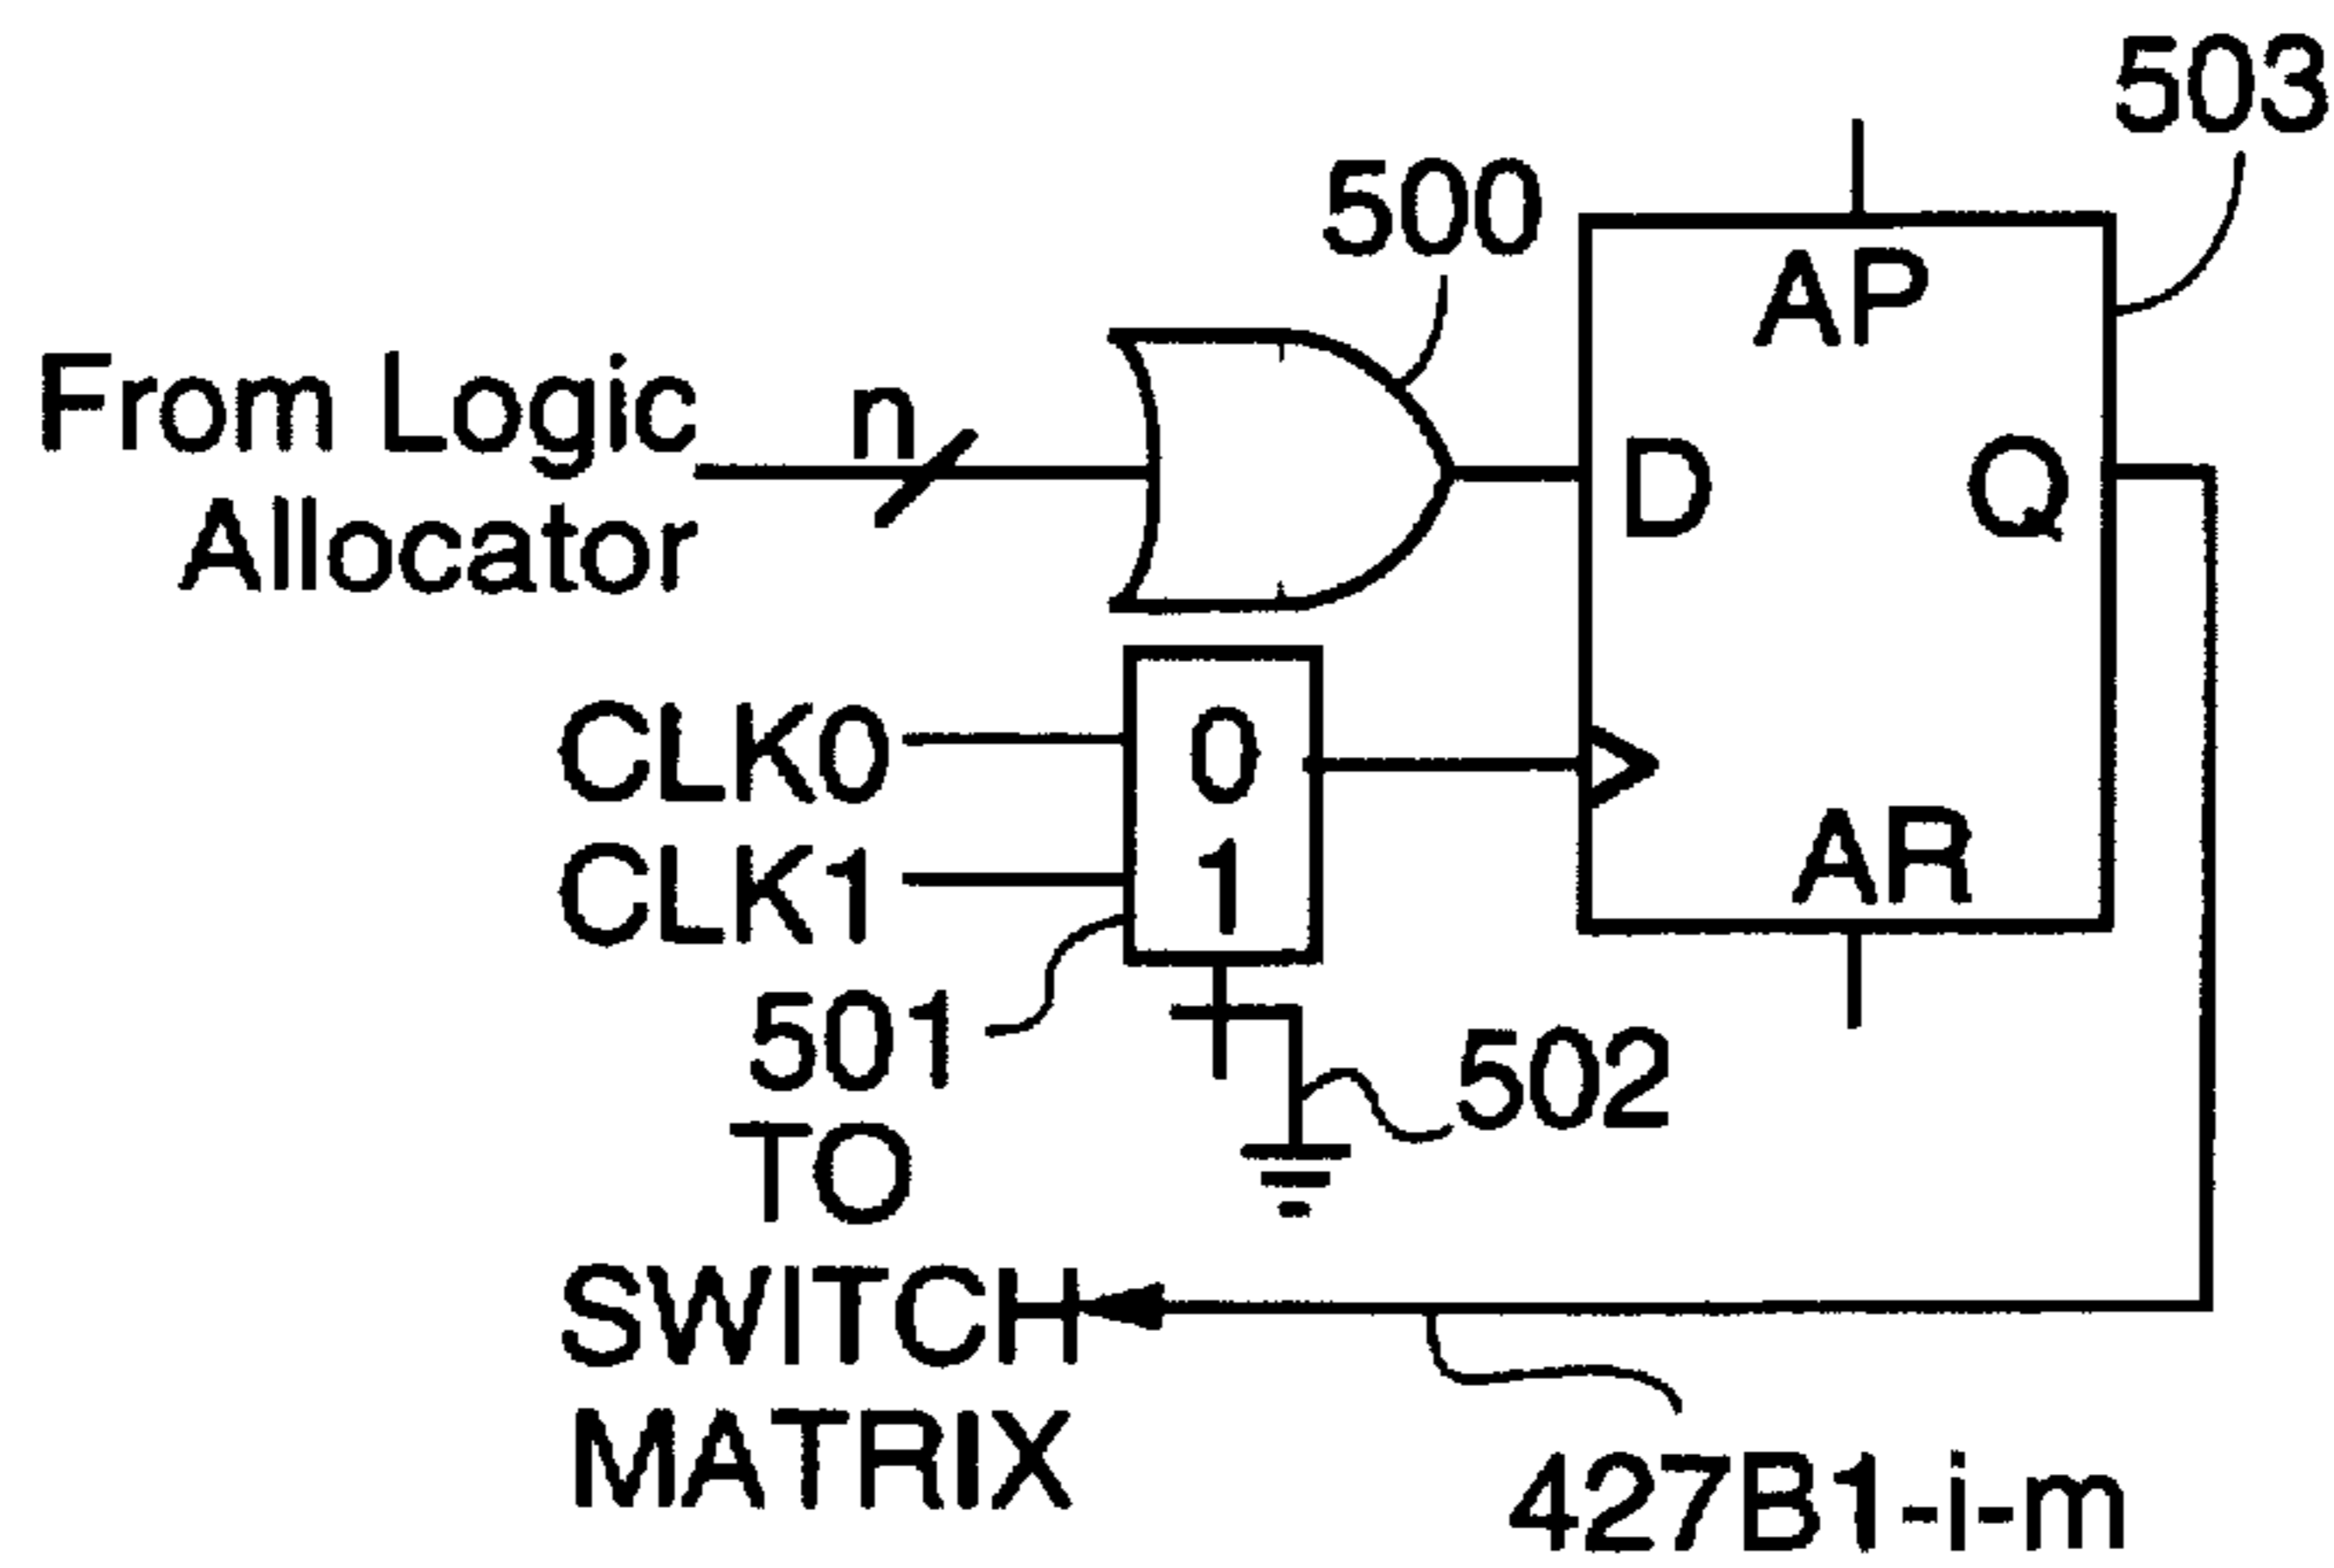 503
500
AP
From Logic
n
Allocator
D
Q
CLK0
0
CLK1
1
AR
501
502
TO
SWITCH
MATRIX
427B1-i-m